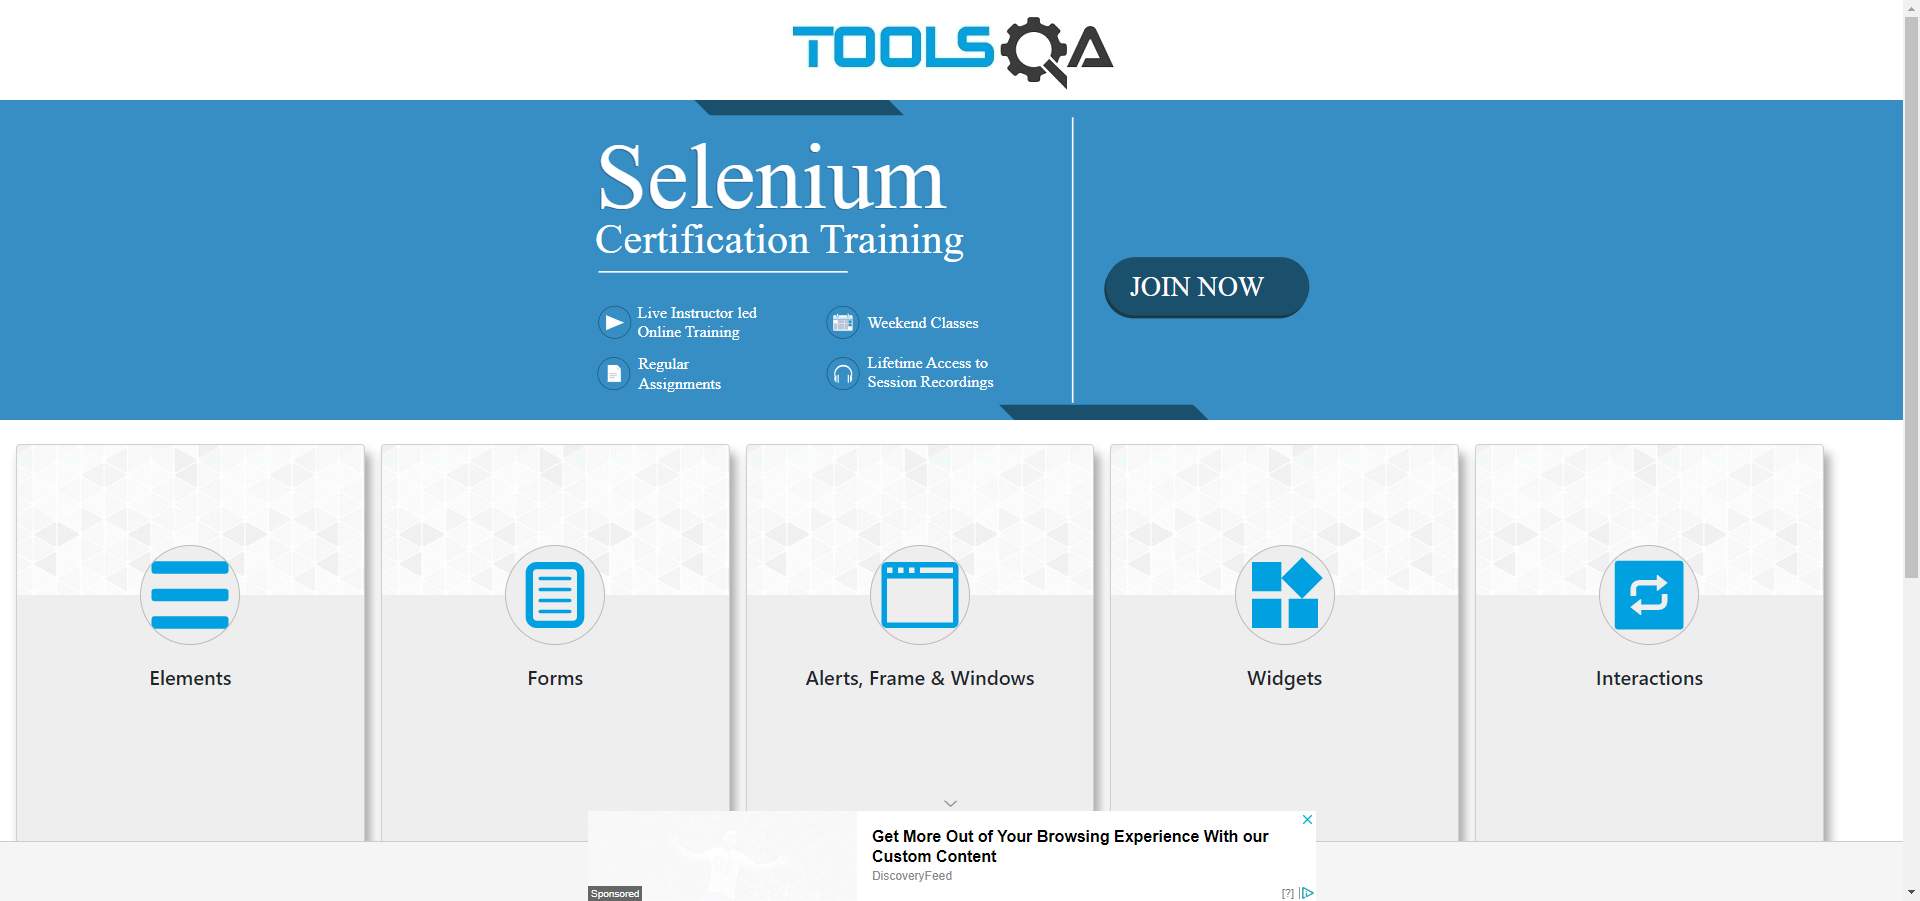 TOOLSQA
Selenium
Certification Training
JOIN NOW
Live Instructor led
Online Training
Weekend Classes
Regular
Assignments
Lifetime Access to
Session Recordings
Elements
Forms
Alerts, Frame & Windows
Widgets
Interactions
Get More Out of Your Browsing Experience With our
Custom Content
DiscoveryFeed
Sponsored
[?]